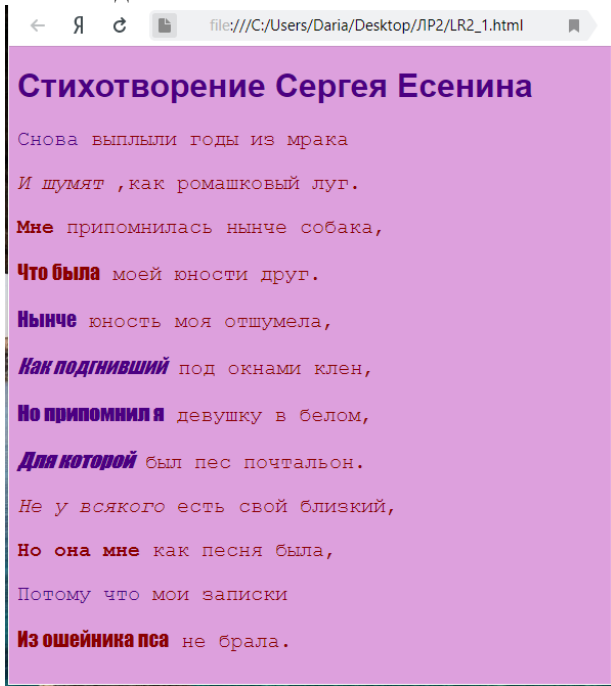 file:///C:/Users/Daria/Desktop/ЛР2/LR2_1.html
Стихотворение Сергея Есенина
Снова выплыли годы из мрака
И шумят ,как ромашковый луг.
Мне припомнилась нынче собака,
Что была моей юности друг.
Нынче юность моя отшумела,
Как подгнивший под окнами клен,
Но припомнил я девушку в белом,
Для которой был пес почтальон.
Не у всякого есть свой близкий,
Но она мне как песня была,
Потому что мои записки
Из ошейника пса не брала.